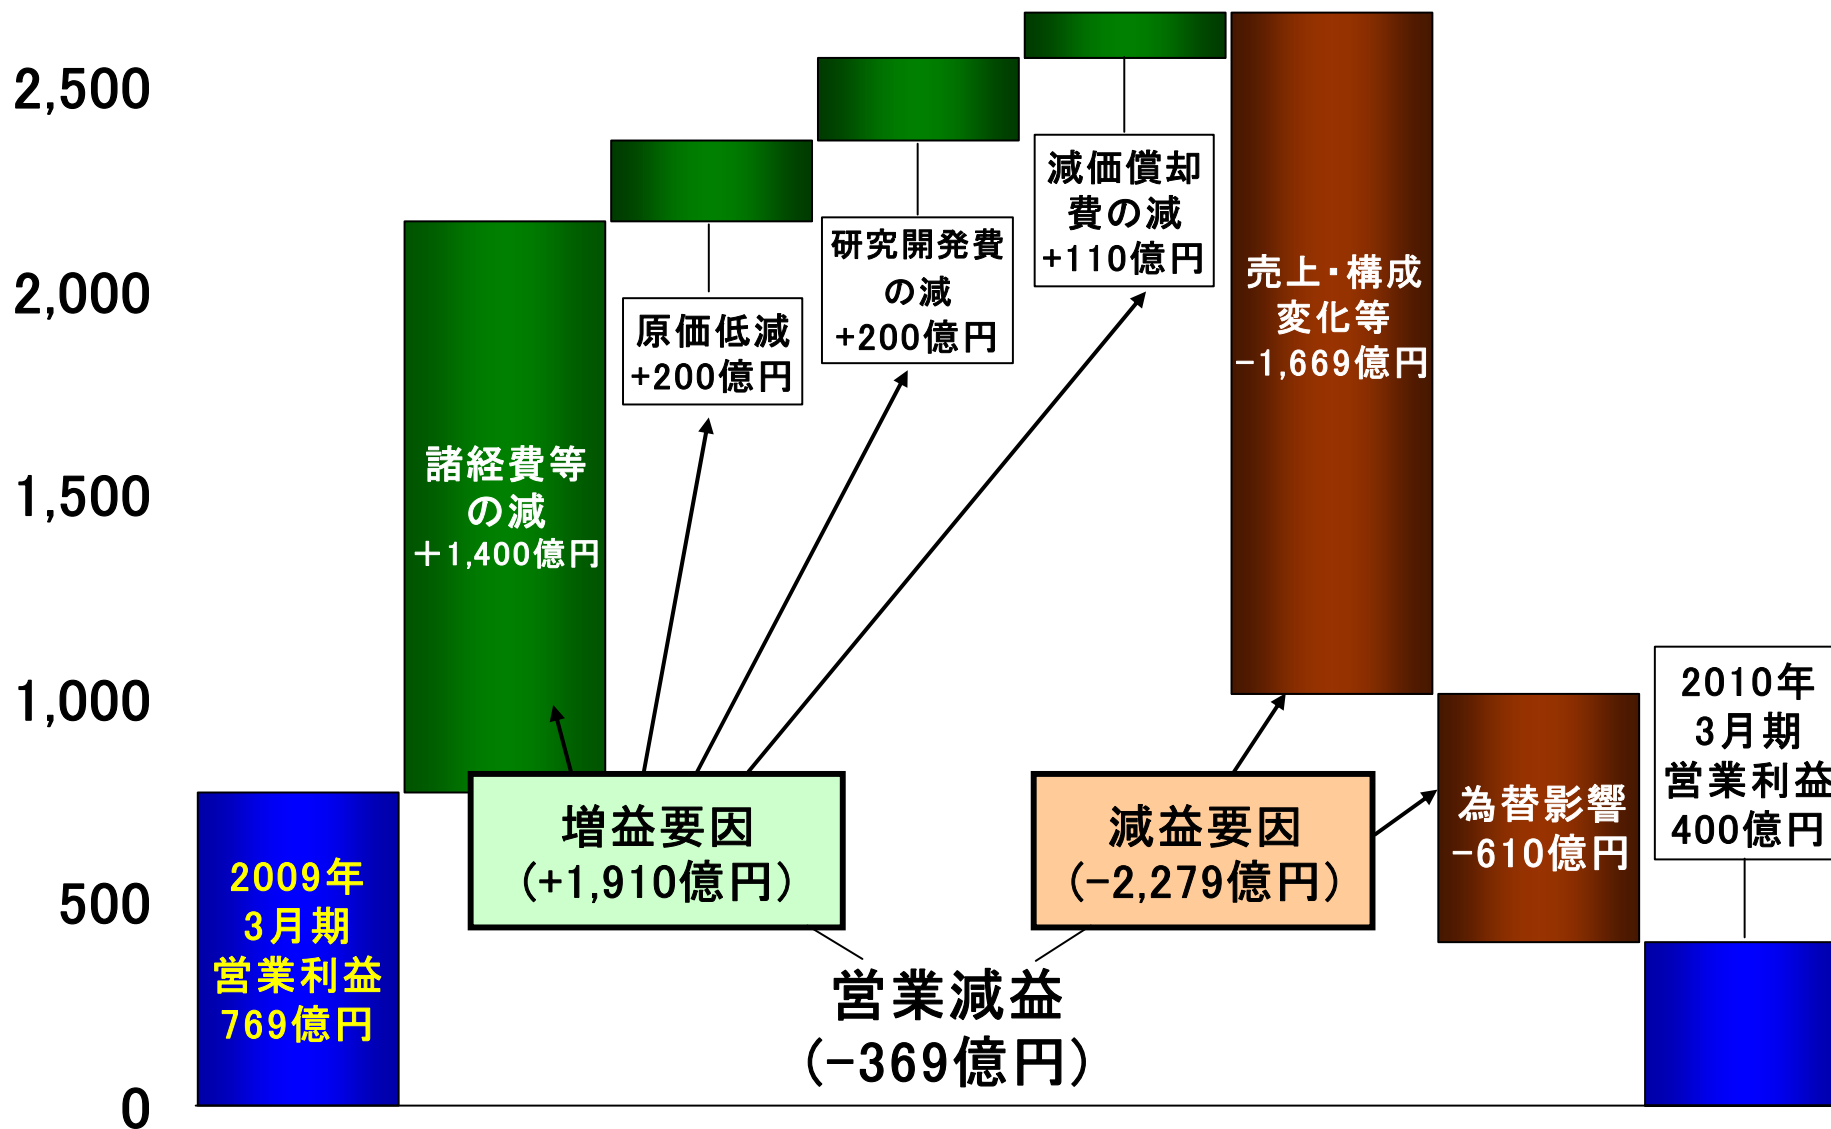 2,500
2,000
1,500
1,000
500
0
2009年
3月期
営業利益
769億円
諸経費等
の減
＋1,400億円
原価低減
+200億円
研究開発費
の減
+200億円
減価償却
費の減
+110億円
売上・構成
変化等
−1,669億円
為替影響
−610億円
2010年
3月期
営業利益
400億円
増益要因
(+1,910億円)
減益要因
(−2,279億円)
営業減益
(−369億円)